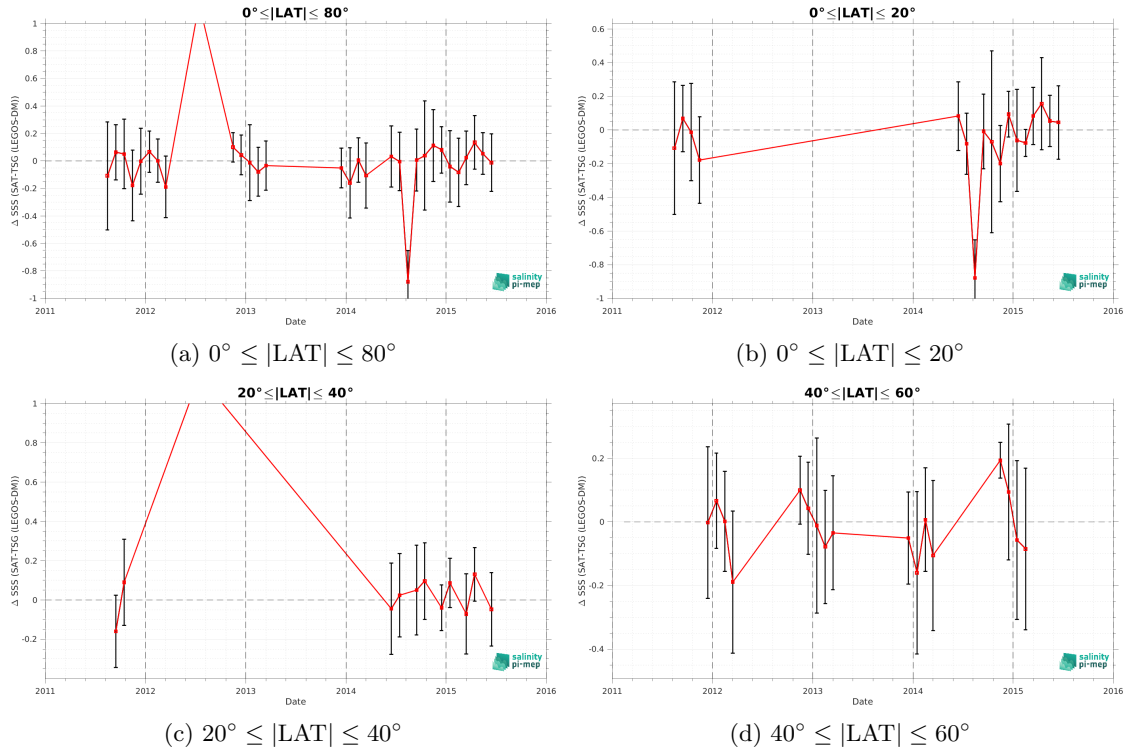 0°≤|LAT|≤ 80°
1
0.8
0.6
0.4
0.2
0
-0.2
-0.4
-0.6
-0.8
-1
Δ SSS (SAT-TSG (LEGOS-DM))
2011
2012
2013
2014
2015
2016
Date
salinity
pi-mep
(a) 0° ≤ |LAT| ≤ 80°
0°≤|LAT|≤ 20°
0.6
0.4
0.2
0
-0.2
-0.4
-0.6
-0.8
-1
Δ SSS (SAT-TSG (LEGOS-DM))
2011
2012
2013
2014
2015
2016
Date
salinity
pi-mep
(b) 0° ≤ |LAT| ≤ 20°
20°≤|LAT|≤ 40°
1
0.8
0.6
0.4
0.2
0
-0.2
Δ SSS (SAT-TSG (LEGOS-DM))
2011
2012
2013
2014
2015
2016
Date
salinity
pi-mep
(c) 20° ≤ |LAT| ≤ 40°
40°≤|LAT|≤ 60°
0.2
0
-0.2
-0.4
Δ SSS (SAT-TSG (LEGOS-DM))
2011
2012
2013
2014
2015
2016
Date
salinity
pi-mep
(d) 40° ≤ |LAT| ≤ 60°